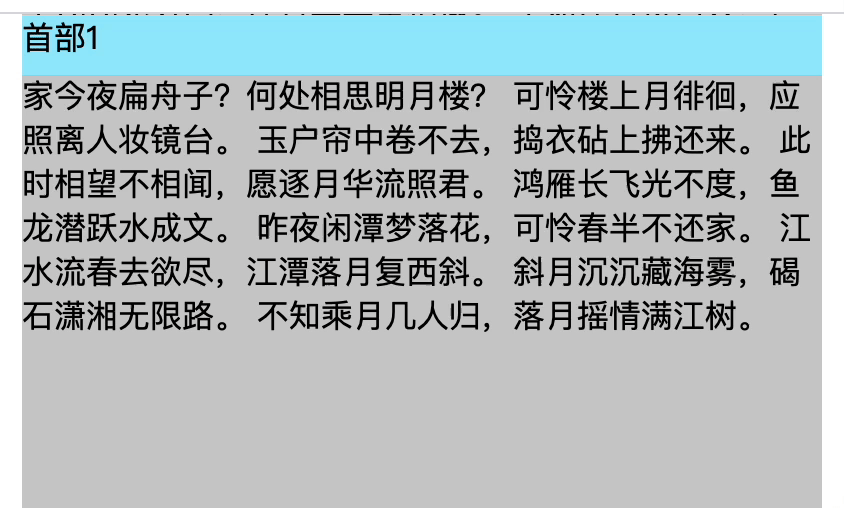 首部1
家今夜扁舟子？何处相思明月楼？ 可怜楼上月徘徊，应
照离人妆镜台。 玉户帘中卷不去，捣衣砧上拂还来。 此
时相望不相闻，愿逐月华流照君。 鸿雁长飞光不度，鱼
龙潜跃水成文。 昨夜闲潭梦落花，可怜春半不还家。 江
水流春去欲尽，江潭落月复西斜。 斜月沉沉藏海雾，碣
石潇湘无限路。 不知乘月几人归，落月摇情满江树。